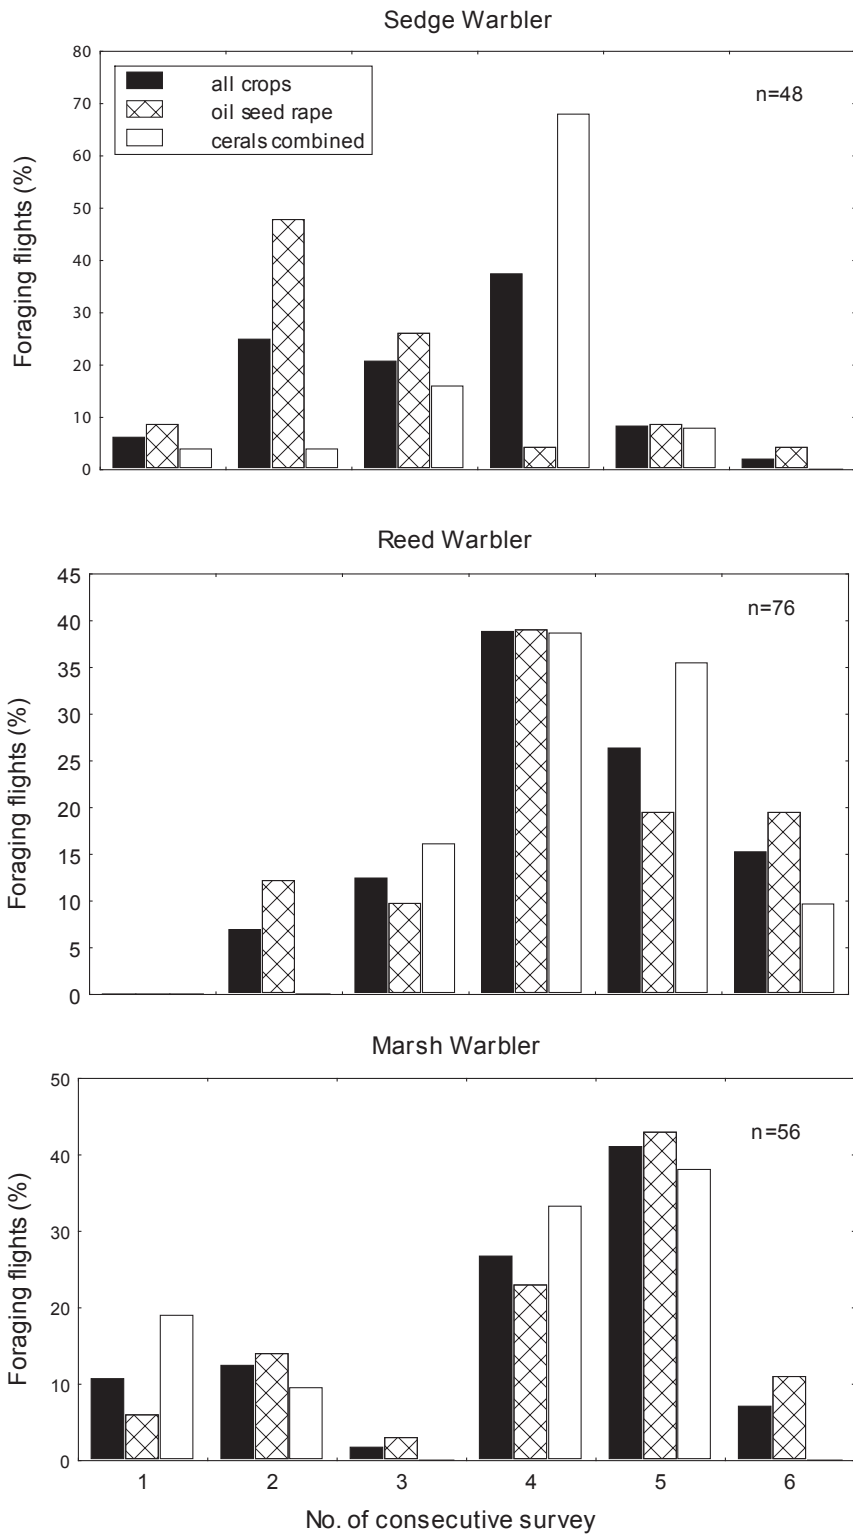 Sedge Warbler
80
70
60
50
40
30
20
10
0
Foraging flights (%)
all crops
oil seed rape
cerals combined
n=48
Reed Warbler
45
40
35
30
25
20
15
10
5
0
Foraging flights (%)
n=76
Marsh Warbler
50
40
30
20
10
0
Foraging flights (%)
n=56
1 2 3 4 5 6
No. of consecutive survey